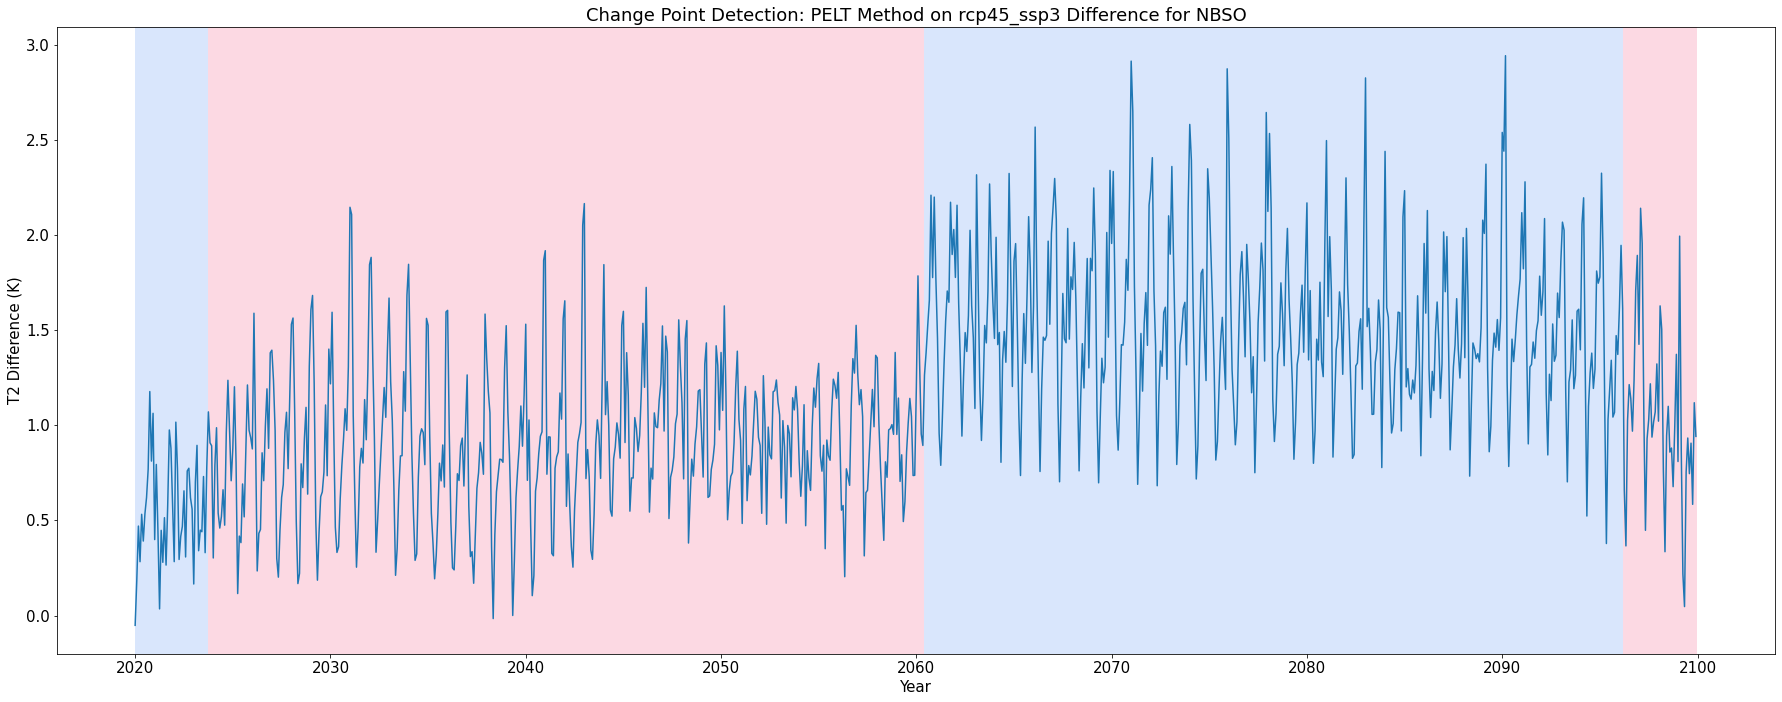 Change Point Detection: PELT Method on rcp45_ssp3 Difference for NBSO
3.0
2.5
2.0
1.5
1.0
0.5
0.0
T2 Difference (K)
2020 2030 2040 2050 2060 2070 2080 2090 2100
Year